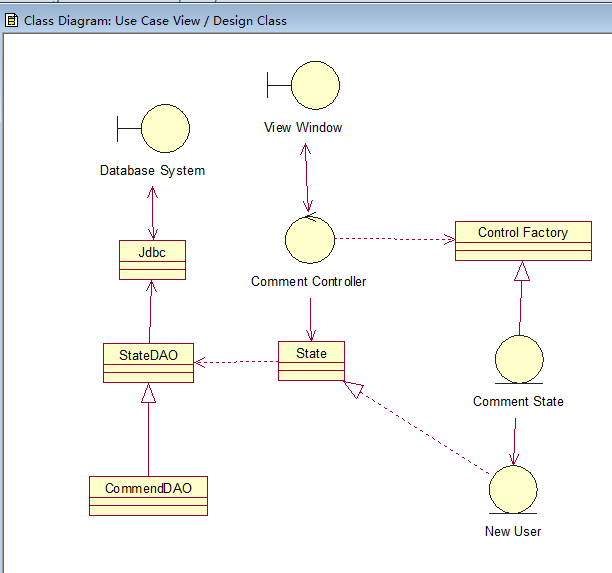 Class Diagram: Use Case View / Design Class
View Window
Database System
Control Factory
Jdbc
Comment Controller
StateDAO
State
Comment State
CommendDAO
New User